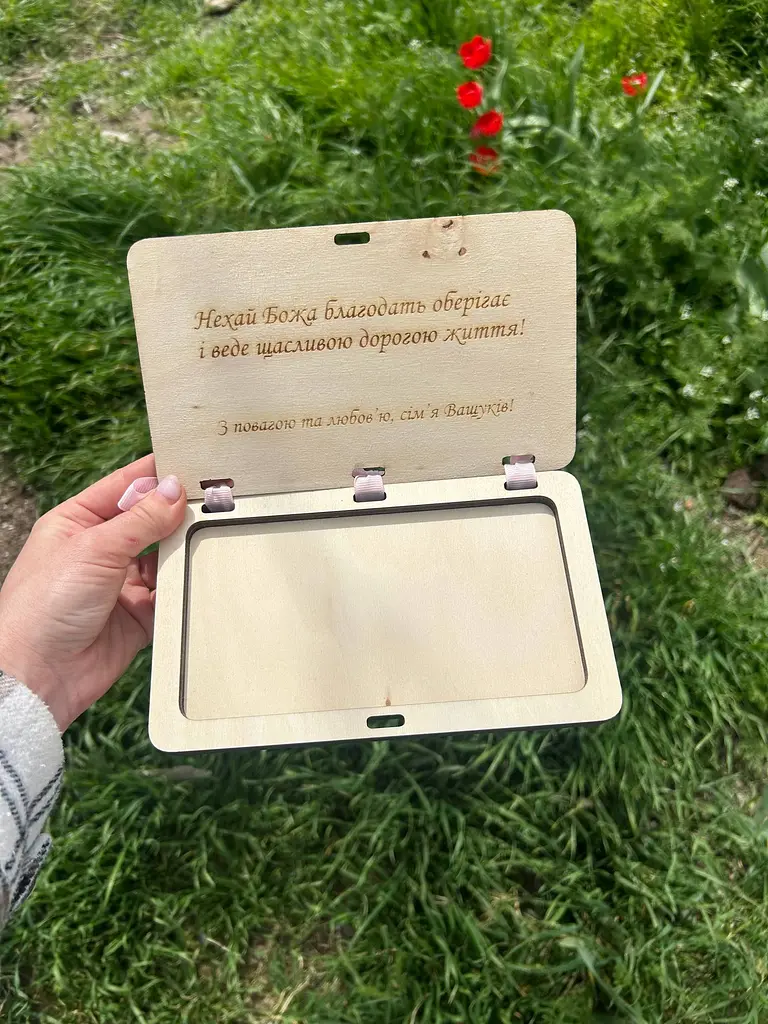 Нехай Божа благодать оберігає
і веде щасливою дорогою життя!
З повагою та любов'ю, сім'я Ващуків!